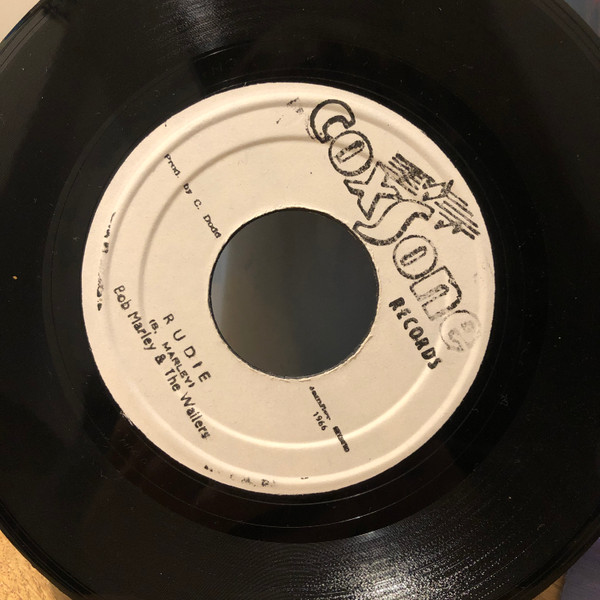 Coxsone
RECORDS
Prod. by C. Dodd
RUDIE
(B. MARLEY)
Bob Marley & The Wailers
1966